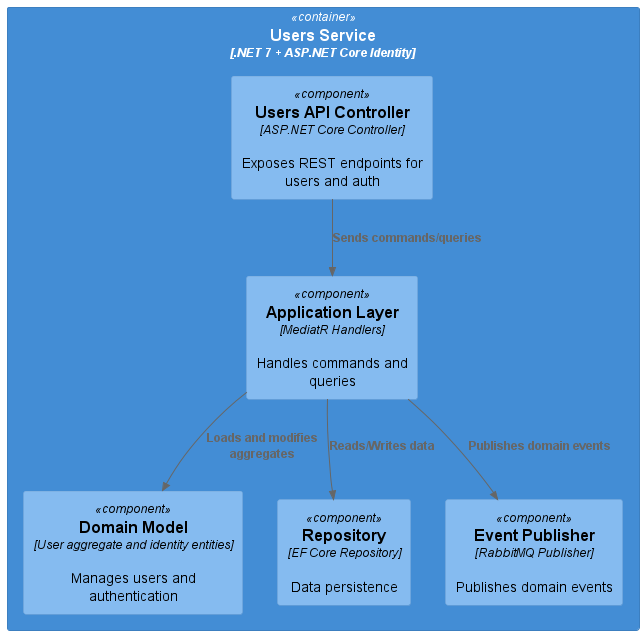 «container»
Users Service
[.NET 7 + ASP.NET Core Identity]
«component»
Users API Controller
[ASP.NET Core Controller]
Exposes REST endpoints for
users and auth
Sends commands/queries
«component»
Application Layer
[MediatR Handlers]
Handles commands and
queries
Loads and modifies
aggregates
Reads/Writes data
Publishes domain events
«component»
Domain Model
[User aggregate and identity entities]
Manages users and
authentication
«component»
Repository
[EF Core Repository]
Data persistence
«component»
Event Publisher
[RabbitMQ Publisher]
Publishes domain events